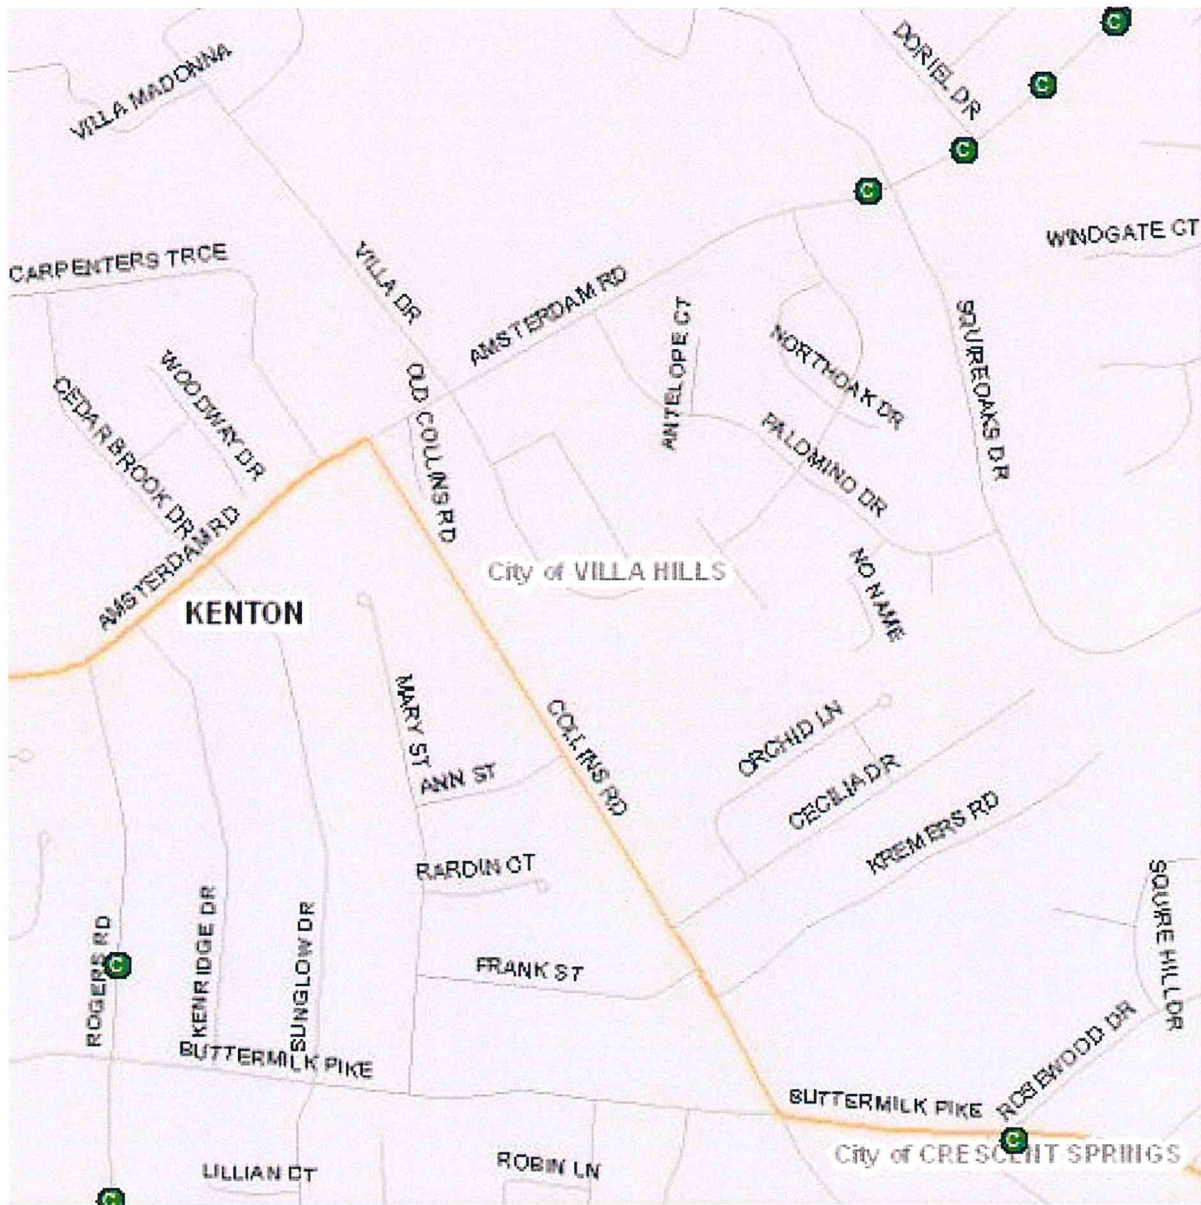 DORIEL DR
C
C
C
C
VILLA MADONNA
WINDGATE CT
CARPENTERS TRCE
VILLA DR
AMSTERDAM RD
ANTELOPE CT
NORTHOAK DR
SQUIREOAKS DR
WOODWAY DR
CEDARBROOK DR
OLD COLLINS RD
PALOMINO DR
AMSTERDAM RD
City of VILLA HILLS
NO NAME
KENTON
MARY ST
COLLINS RD
ORCHID LN
ANN ST
CECILIA DR
KREMERS RD
RARDIN CT
SQUIRE HILL DR
ROGERS RD
C
KENRIDGE DR
SUNGLOW DR
FRANK ST
BUTTERMILK PIKE
BUTTERMILK PIKE
ROSEWOOD DR
C
City of CRESCENT SPRINGS
LILLIAN CT
ROBIN LN
C